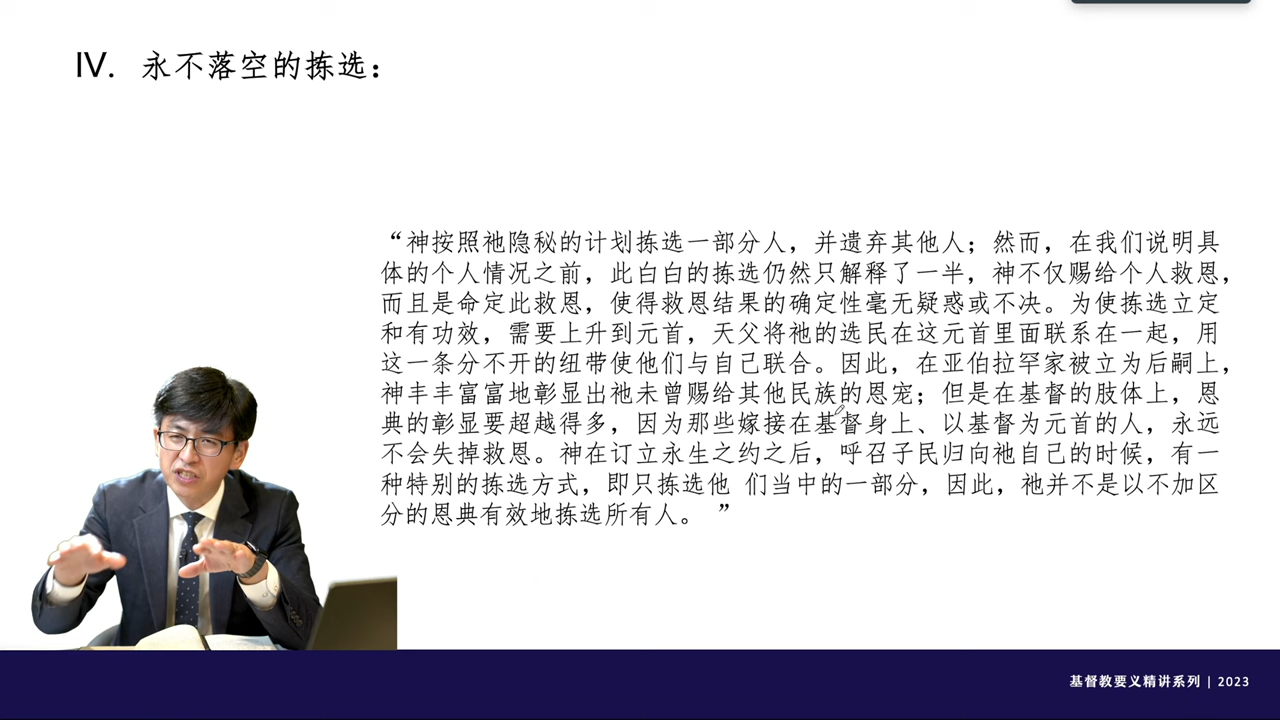 IV. 永不落空的拣选：
“神按照祂隐秘的计划拣选一部分人，并遗弃其他人；然而，在我们说明具
体的个人情况之前，此白白的拣选仍然只解释了一半，神不仅赐给个人救恩，
而且是命定此救恩，使得救恩结果的确定性毫无疑惑或不决。为使拣选立定
和有功效，需要上升到元首，天父将祂的选民在这元首里面联系在一起，用
这一条分不开的纽带使他们与自己联合。因此，在亚伯拉罕家被立为后嗣上，
神丰丰富富地彰显出祂未曾赐给其他民族的恩宠；但是在基督的肢体上，恩
典的彰显要超越得多，因为那些嫁接在基督身上、以基督为元首的人，永远
不会失掉救恩。神在订立永生之约之后，呼召子民归向祂自己的时候，有一
种特别的拣选方式，即只拣选他 们当中的一部分，因此，祂并不是以不加区
分的恩典有效地拣选所有人。 ”
基督教要义精讲系列 | 2023